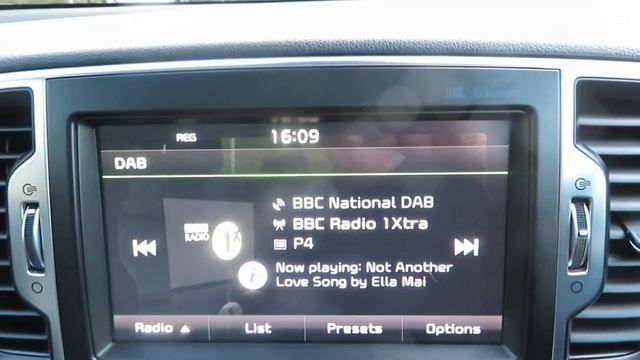 JBL
REG
16:09
DAB
BBC National DAB
BBC Radio 1Xtra
P4
BBC
RADIO
1X
Now playing: Not Another
Love Song by Ella Mai
Radio ▲
List
Presets
Options